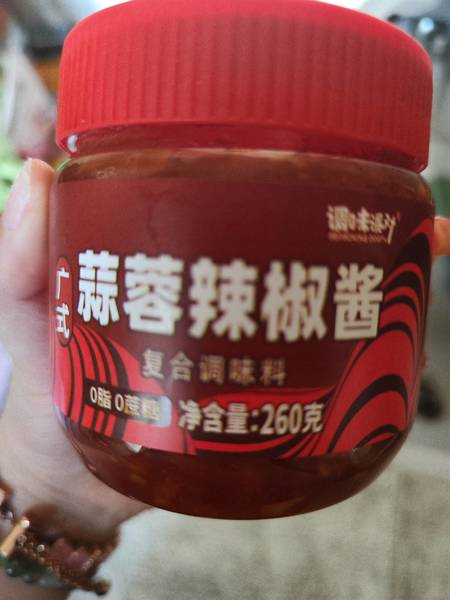 调味派
广式
蒜蓉辣椒酱
复合调味料
0脂 0蔗糖
净含量:260克